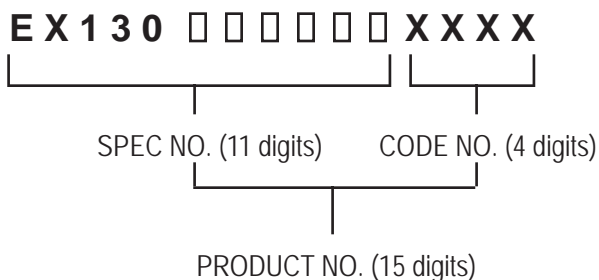 EX130 □□□□□□ XXXX
SPEC NO. (11 digits) CODE NO. (4 digits)
PRODUCT NO. (15 digits)